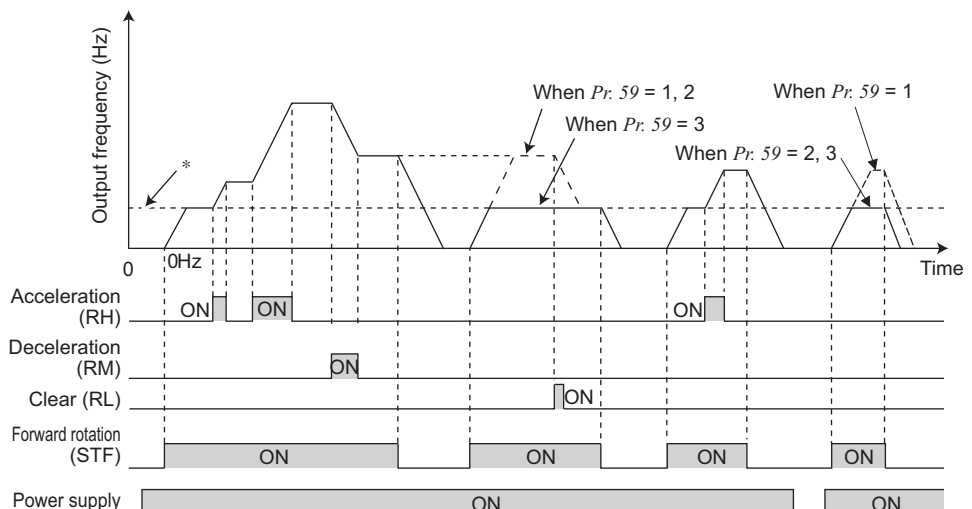 Output frequency (Hz)
When Pr. 59 = 1, 2
When Pr. 59 = 1
When Pr. 59 = 3
When Pr. 59 = 2, 3
*
0
0Hz
Time
Acceleration
(RH)
ON
ON
ON
Deceleration
(RM)
ON
Clear (RL)
ON
Forward rotation
(STF)
ON
ON
ON
ON
Power supply
ON
ON